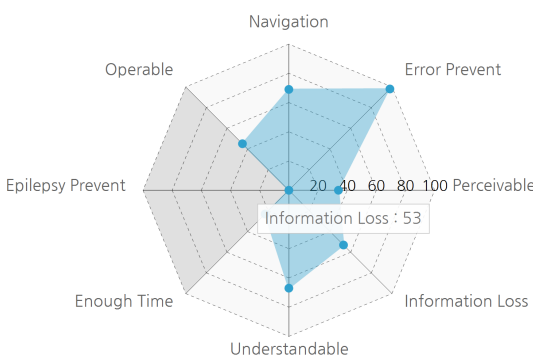 Navigation
Operable
Error Prevent
Epilepsy Prevent
20 40 60 80 100
Perceivable
Information Loss : 53
Enough Time
Information Loss
Understandable